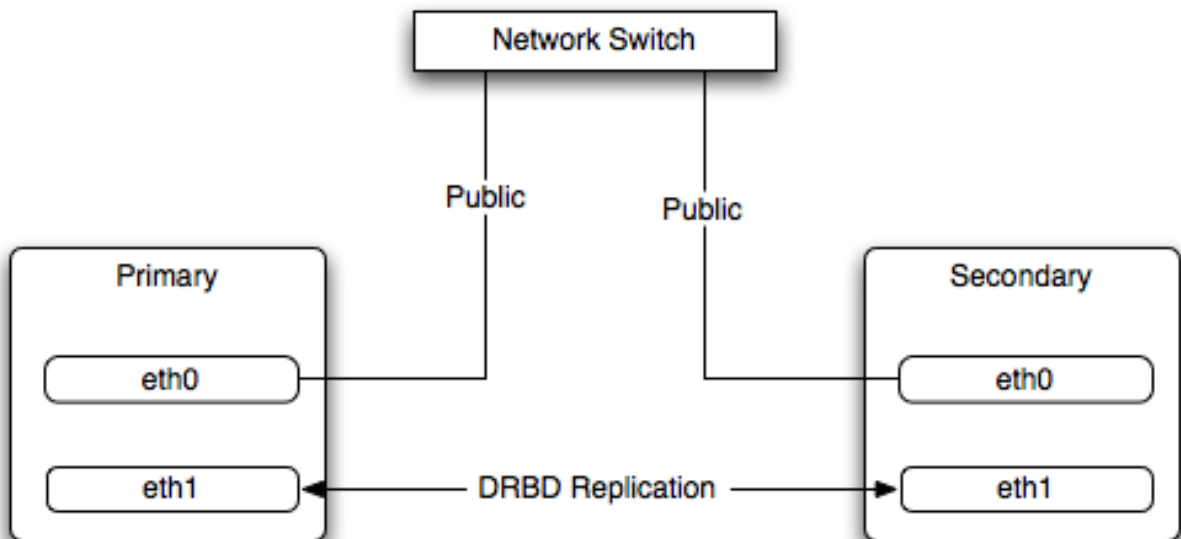 Network Switch
Public
Public
Primary
Secondary
eth0
eth0
eth1
DRBD Replication
eth1